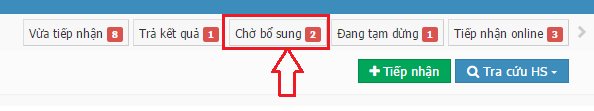 Vừa tiếp nhận 8 Trả kết quả 1 Chờ bổ sung 2 Đang tạm dừng 1 Tiếp nhận online 3
Tiếp nhận Tra cứu HS